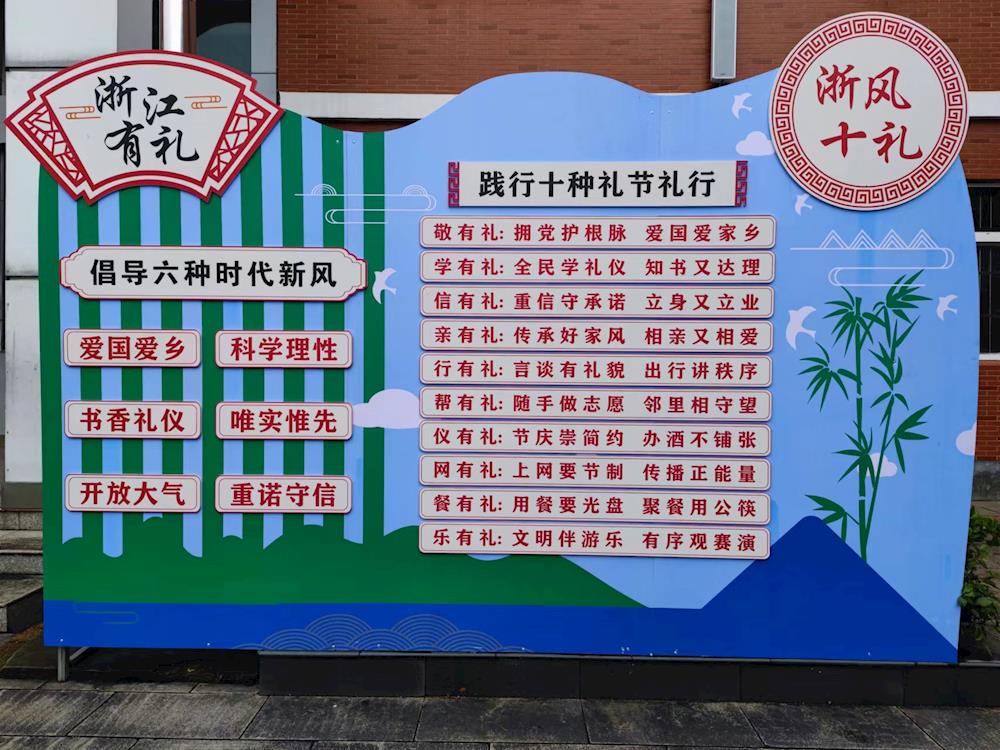 浙江
有礼
倡导六种时代新风
爱国爱乡 科学理性
书香礼仪 唯实惟先
开放大气 重诺守信
浙风
十礼
践行十种礼节礼行
敬有礼: 拥党护根脉 爱国爱家乡
学有礼: 全民学礼仪 知书又达理
信有礼: 重信守承诺 立身又立业
亲有礼: 传承好家风 相亲又相爱
行有礼: 言谈有礼貌 出行讲秩序
帮有礼: 随手做志愿 邻里相守望
仪有礼: 节庆崇简约 办酒不铺张
网有礼: 上网要节制 传播正能量
餐有礼: 用餐要光盘 聚餐用公筷
乐有礼: 文明伴游乐 有序观赛演